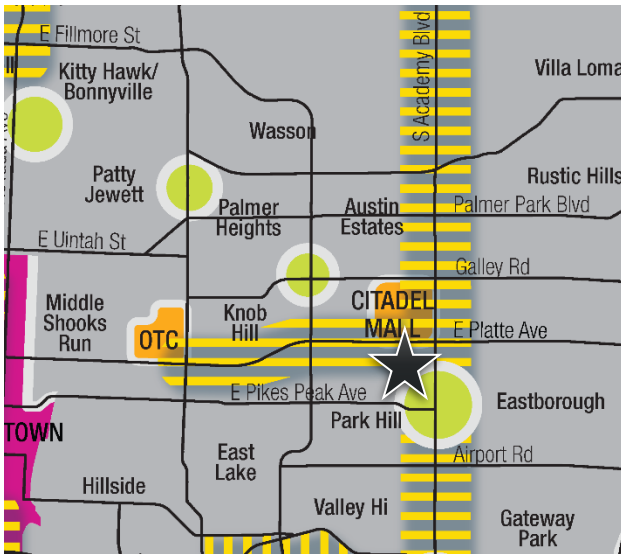 E Fillmore St
Kitty Hawk/
Bonnyville
S Academy Blvd
Villa Loma
Wasson
Patty
Jewett
Rustic Hills
Palmer
Heights
Austin
Estates
Palmer Park Blvd
E Uintah St
Galley Rd
Middle
Shooks
Run
OTC
Knob
Hill
CITADEL
MALL
E Platte Ave
E Pikes Peak Ave
Park Hill
Eastborough
TOWN
East
Lake
Airport Rd
Hillside
Valley Hi
Gateway
Park